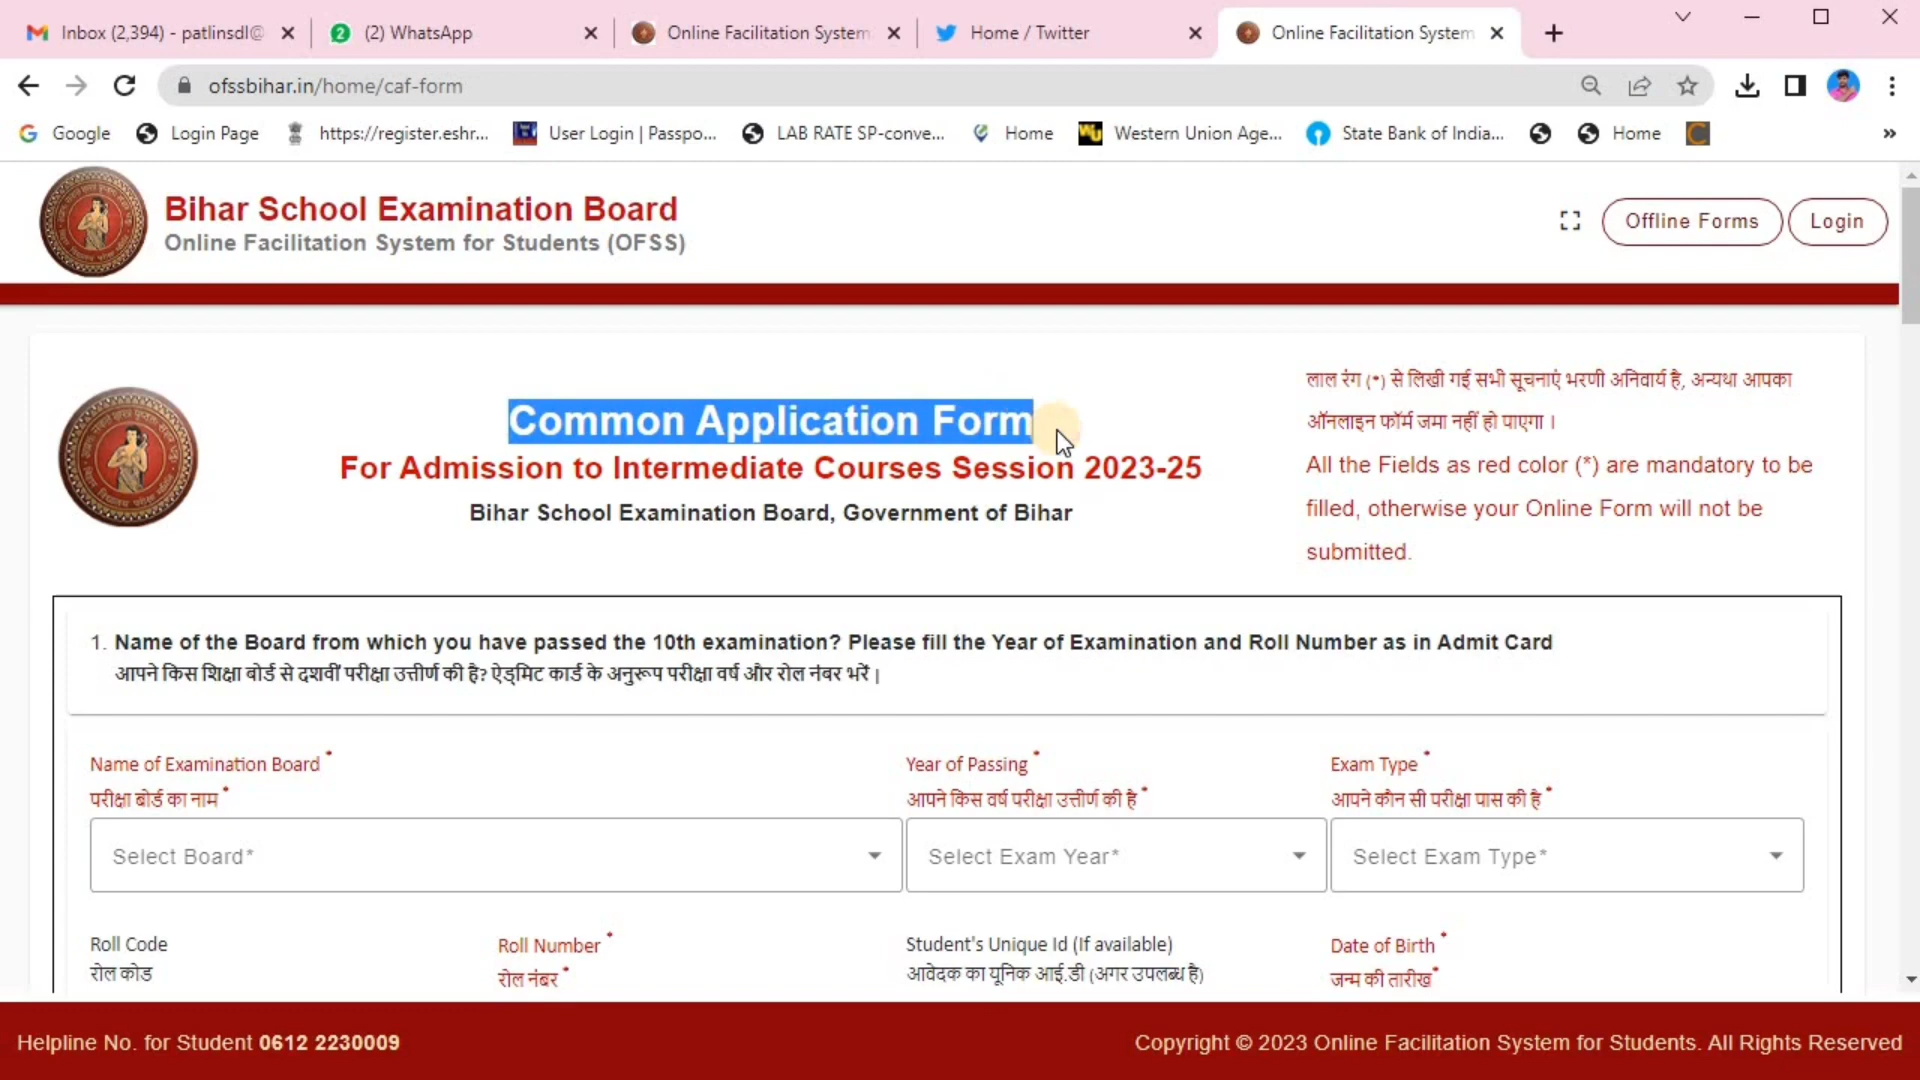 Inbox (2,394) - patlinsdl@
(2) WhatsApp
Online Facilitation System
Home / Twitter
Online Facilitation System
ofssbihar.in/home/caf-form
Google
Login Page
https://register.eshr...
User Login | Passpo...
LAB RATE SP-conve...
Home
Western Union Age...
State Bank of India...
Home
Bihar School Examination Board
Online Facilitation System for Students (OFSS)
Offline Forms
Login
Common Application Form
For Admission to Intermediate Courses Session 2023-25
Bihar School Examination Board, Government of Bihar
लाल रंग (*) से लिखी गई सभी सूचनाएं भरणी अनिवार्य है, अन्यथा आपका
ऑनलाइन फॉर्म जमा नहीं हो पाएगा ।
All the Fields as red color (*) are mandatory to be
filled, otherwise your Online Form will not be
submitted.
1. Name of the Board from which you have passed the 10th examination? Please fill the Year of Examination and Roll Number as in Admit Card
आपने किस शिक्षा बोर्ड से दशवीं परीक्षा उत्तीर्ण की है? ऐड्मिट कार्ड के अनुरूप परीक्षा वर्ष और रोल नंबर भरें |
Name of Examination Board *
परीक्षा बोर्ड का नाम *
Select Board*
Year of Passing *
आपने किस वर्ष परीक्षा उत्तीर्ण की है *
Select Exam Year*
Exam Type *
आपने कौन सी परीक्षा पास की है *
Select Exam Type*
Roll Code
रोल कोड
Roll Number *
रोल नंबर *
Student's Unique Id (If available)
आवेदक का यूनिक आई.डी (अगर उपलब्ध है)
Date of Birth *
जन्म की तारीख*
Helpline No. for Student 0612 2230009
Copyright © 2023 Online Facilitation System for Students. All Rights Reserved